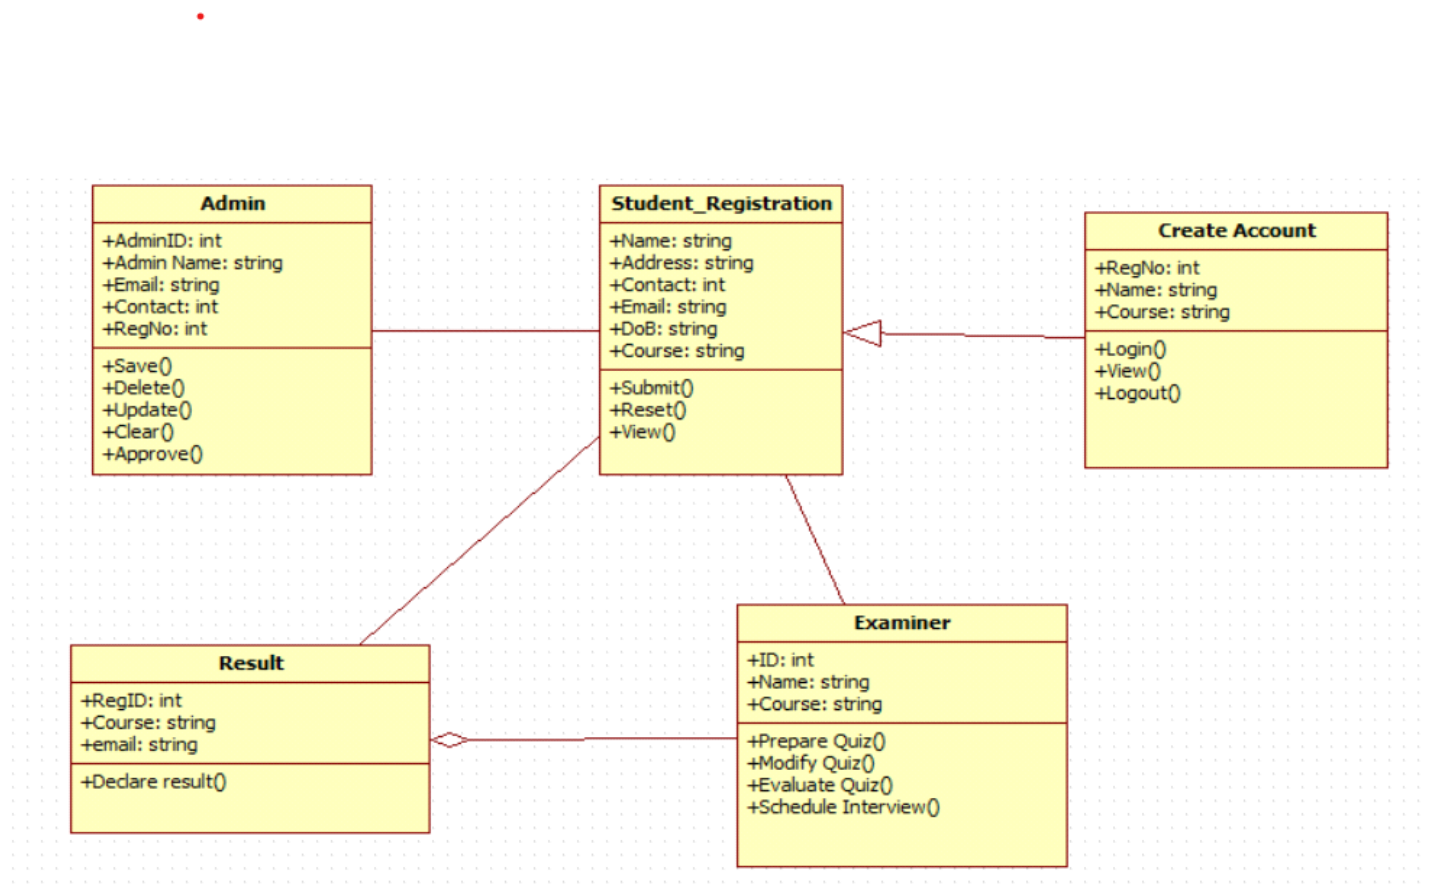 Admin
+AdminID: int
+Admin Name: string
+Email: string
+Contact: int
+RegNo: int
+Save()
+Delete()
+Update()
+Clear()
+Approve()
Student_Registration
+Name: string
+Address: string
+Contact: int
+Email: string
+DoB: string
+Course: string
+Submit()
+Reset()
+View()
Create Account
+RegNo: int
+Name: string
+Course: string
+Login()
+View()
+Logout()
Result
+RegID: int
+Course: string
+email: string
+Declare result()
Examiner
+ID: int
+Name: string
+Course: string
+Prepare Quiz()
+Modify Quiz()
+Evaluate Quiz()
+Schedule Interview()